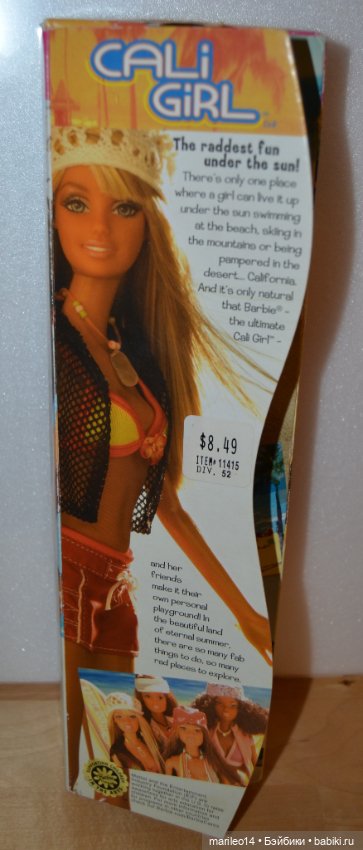 CALi
GiRL
The raddest fun
under the sun!
There's only one place
where a girl can live it up
under the sun swimming
at the beach, skiing in
the mountains or being
pampered in the
desert... California.
And it's only natural
that Barbie® -
the ultimate
Cali Girl™ -
$8.49
ITEM# 11415
DIV. 52
and her
friends
make it their
own personal
playground! In
the beautiful land
of eternal summer,
there are so many fab
things to do, so many
rad places to explore.
marileo14 • Бэйбики • babiki.ru